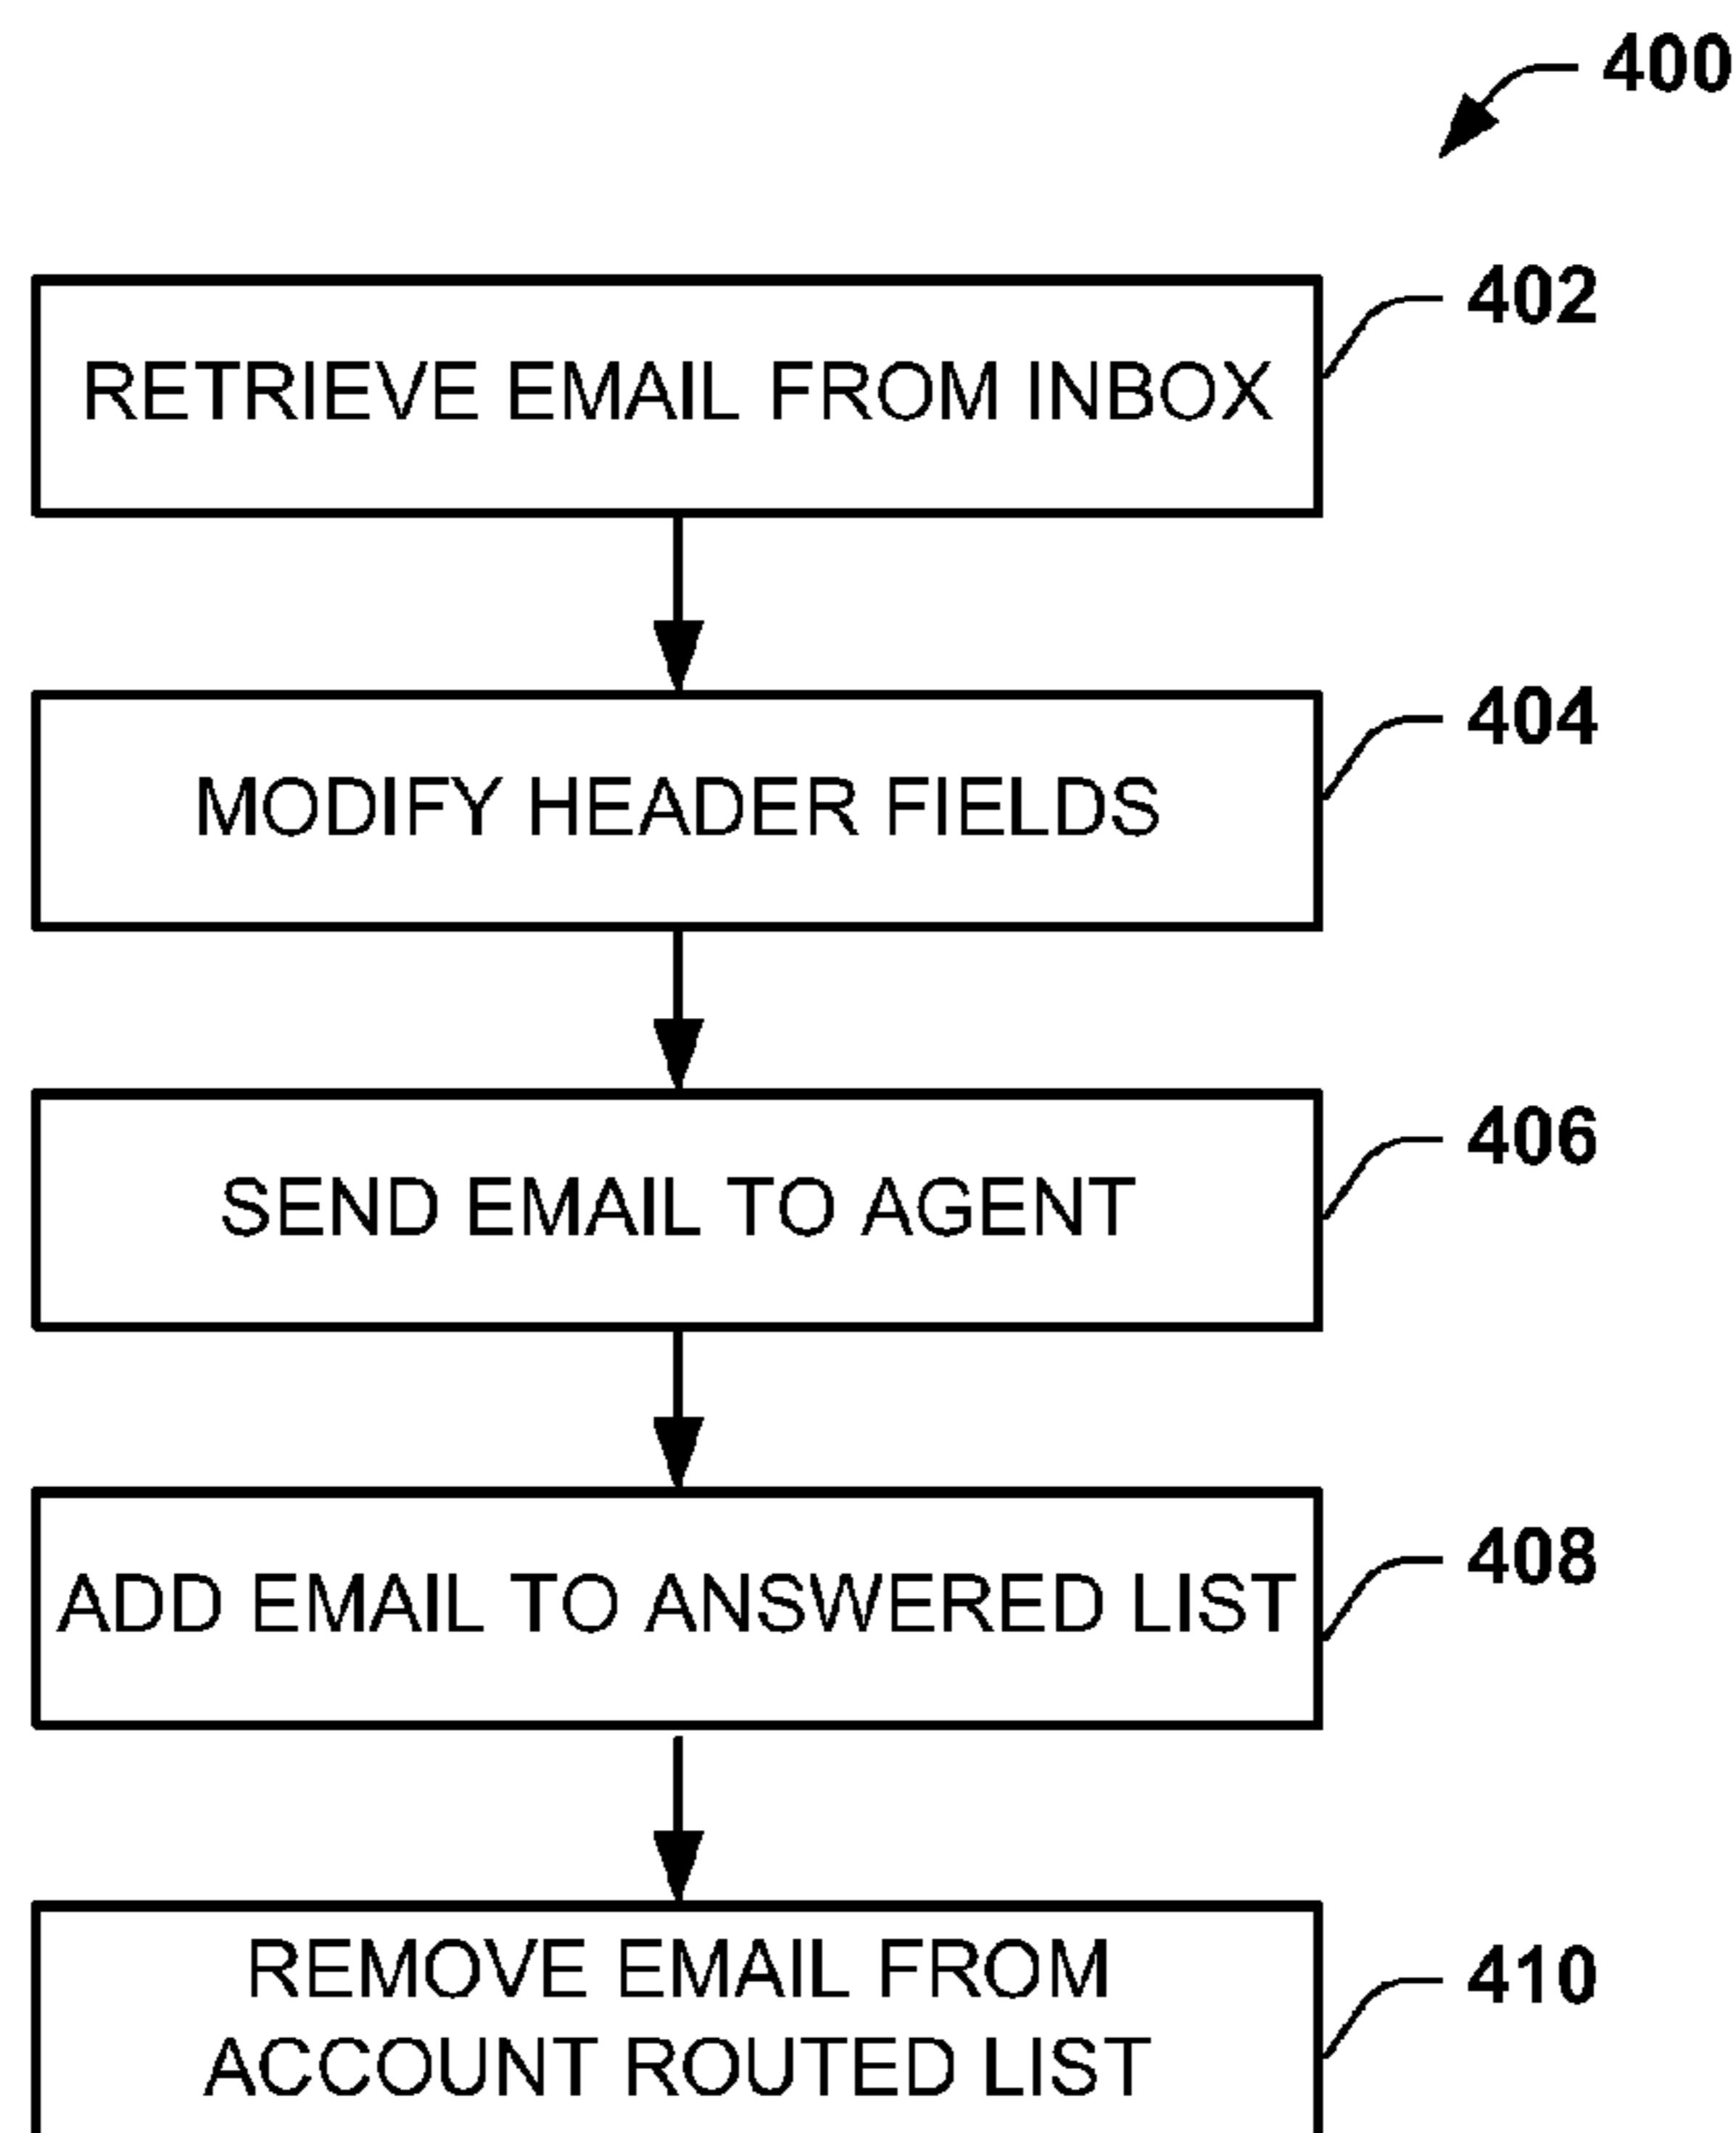 400
402
RETRIEVE EMAIL FROM INBOX
404
MODIFY HEADER FIELDS
406
SEND EMAIL TO AGENT
408
ADD EMAIL TO ANSWERED LIST
410
REMOVE EMAIL FROM
ACCOUNT ROUTED LIST